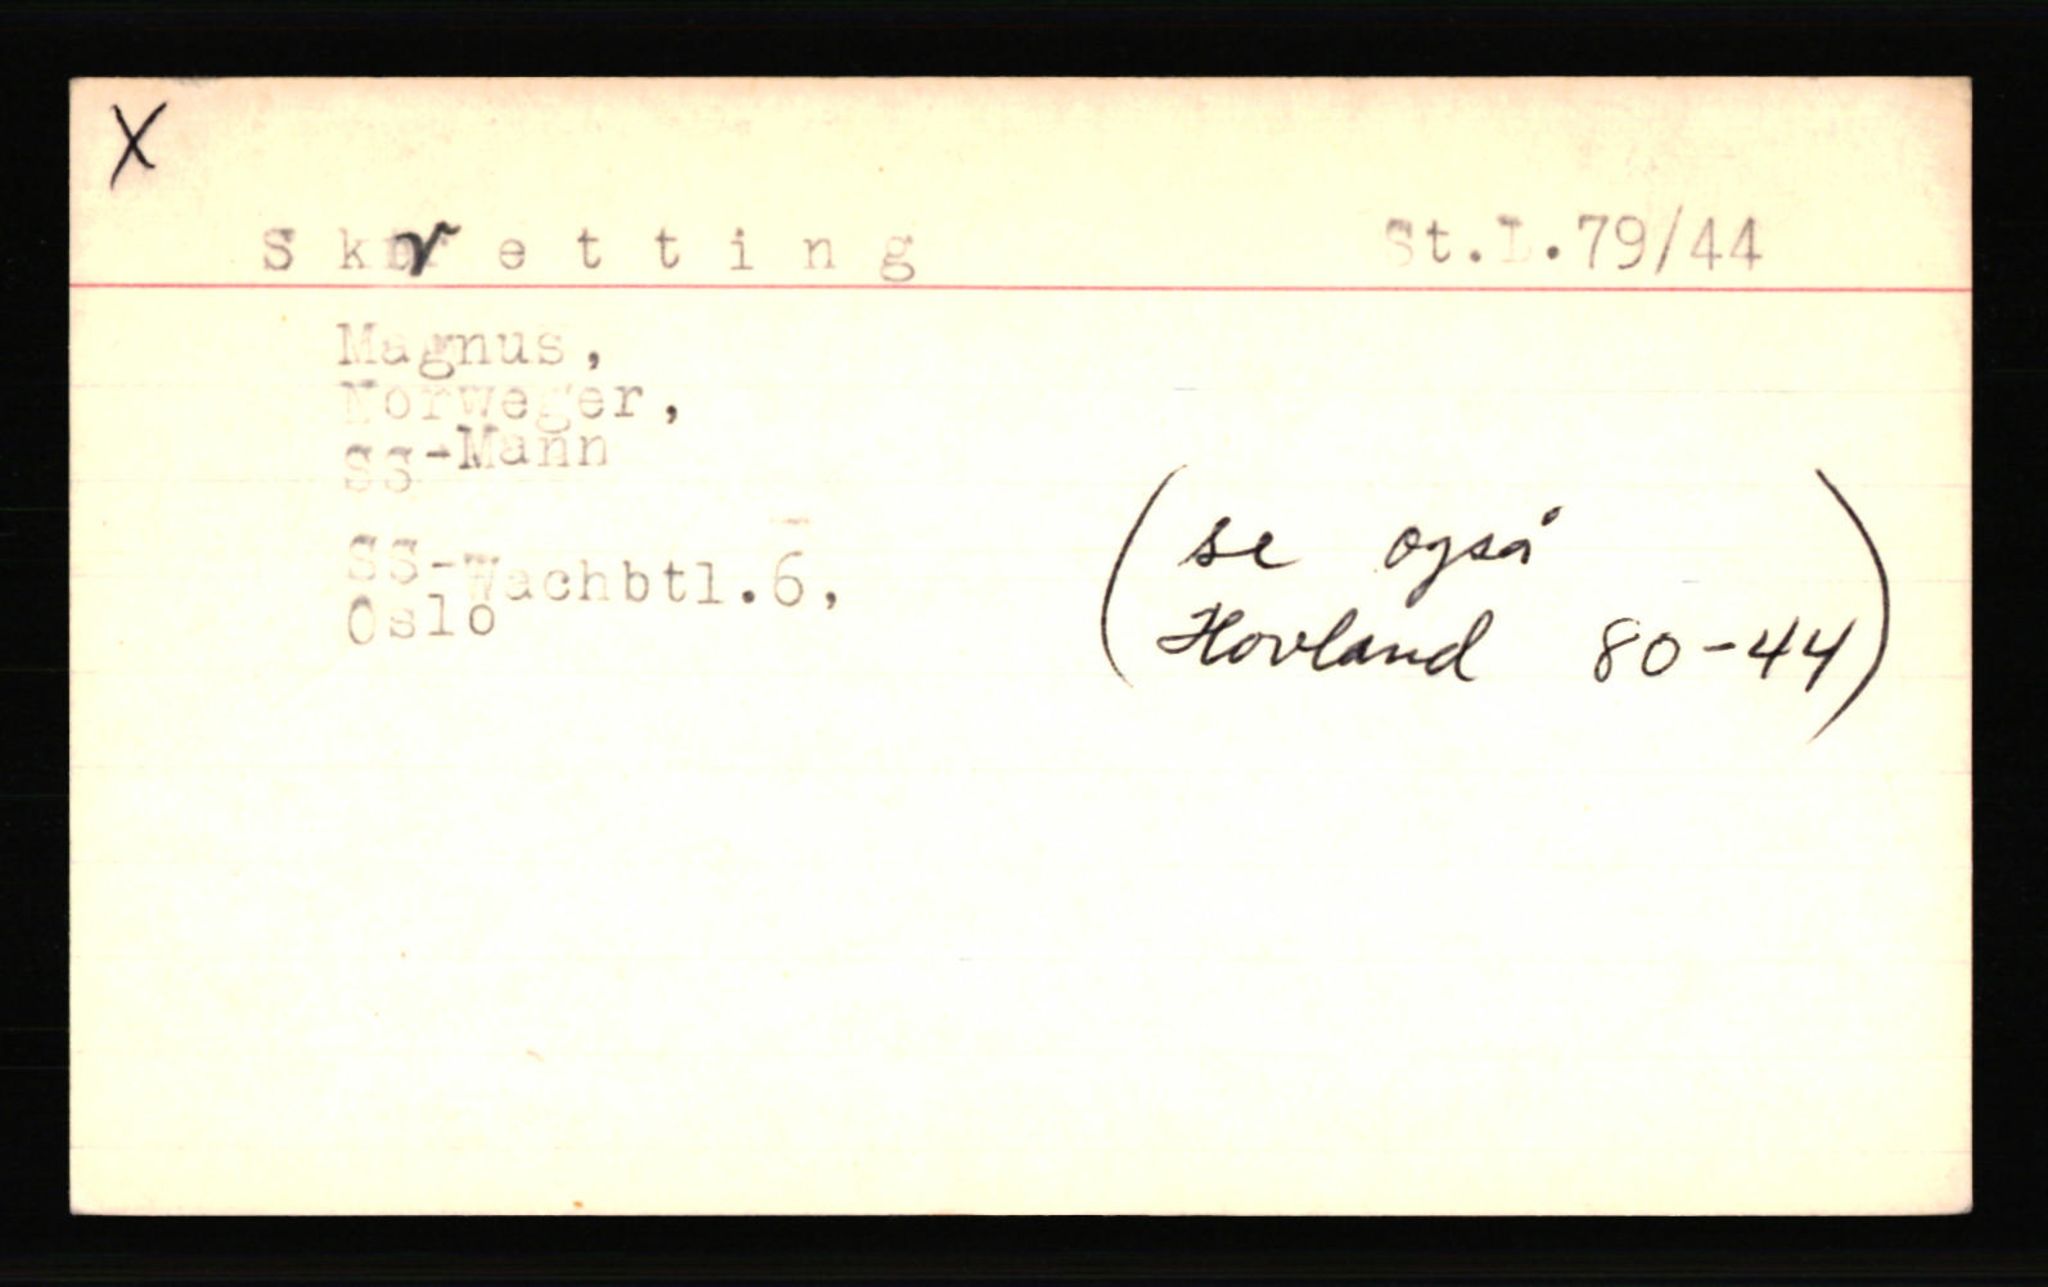 X
Skretting St.L.79/44
Magnus,
Norweger,
SS-Mann
SS-Wachbtl.6,
Oslo
(se også
Hovland 80-44)